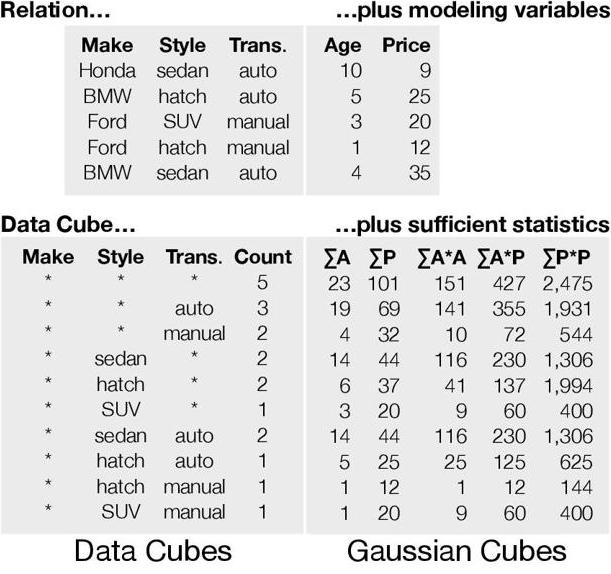 Relation… …plus modeling variables
Make Style Trans. Age Price
Honda sedan auto 10 9
BMW hatch auto 5 25
Ford SUV manual 3 20
Ford hatch manual 1 12
BMW sedan auto 4 35
Data Cube… …plus sufficient statistics
Make Style Trans. Count ∑A ∑P ∑A*A ∑A*P ∑P*P
* * * 5 23 101 151 427 2,475
* * auto 3 19 69 141 355 1,931
* * manual 2 4 32 10 72 544
* sedan * 2 14 44 116 230 1,306
* hatch * 2 6 37 41 137 1,994
* SUV * 1 3 20 9 60 400
* sedan auto 2 14 44 116 230 1,306
* hatch auto 1 5 25 25 125 625
* hatch manual 1 1 12 1 12 144
* SUV manual 1 1 20 9 60 400
Data Cubes Gaussian Cubes